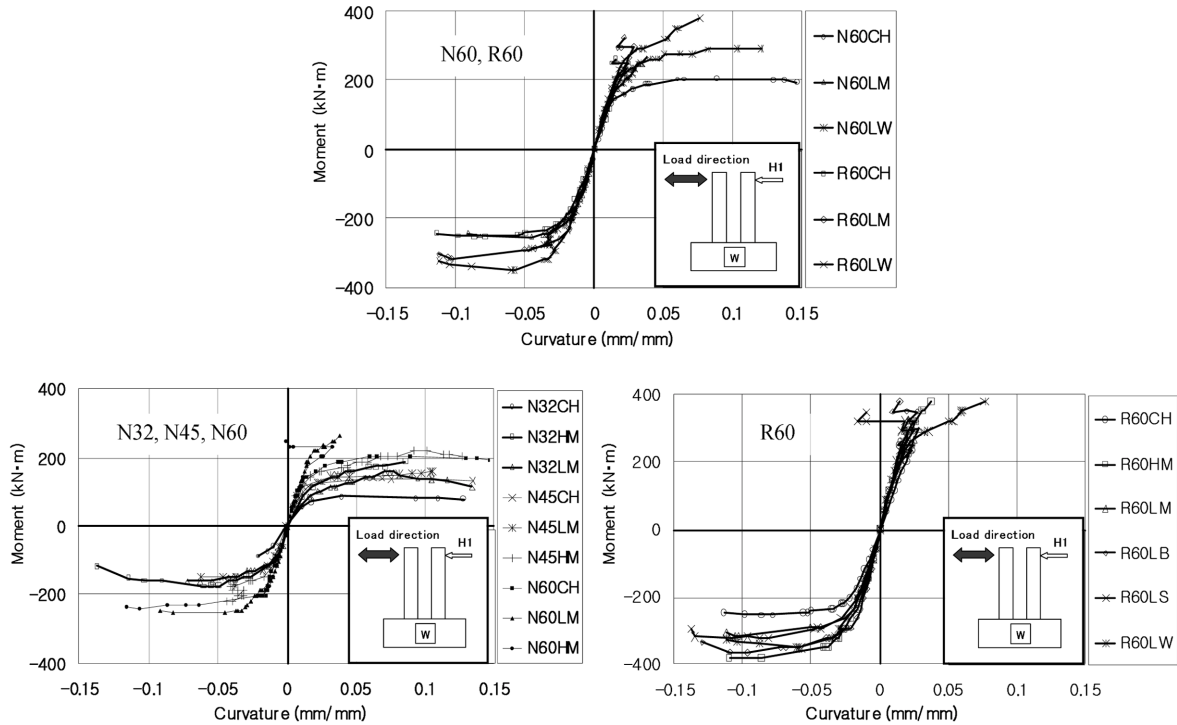 400
N60, R60
200
0
-200
-400
Moment (kN•m)
-0.15
-0.1
-0.05
0
0.05
0.1
0.15
Curvature (mm/mm)
Load direction
H1
W
N60CH
N60LM
N60LW
R60CH
R60LM
R60LW
400
N32, N45, N60
200
0
-200
-400
Moment (kN•m)
-0.15
-0.1
-0.05
0
0.05
0.1
0.15
Curvature (mm/mm)
Load direction
H1
W
N32CH
N32HM
N32LM
N45CH
N45LM
N45HM
N60CH
N60LM
N60HM
400
R60
200
0
-200
-400
Moment (kN•m)
-0.15
-0.1
-0.05
0
0.05
0.1
0.15
Curvature (mm/mm)
Load direction
H1
W
R60CH
R60HM
R60LM
R60LB
R60LS
R60LW